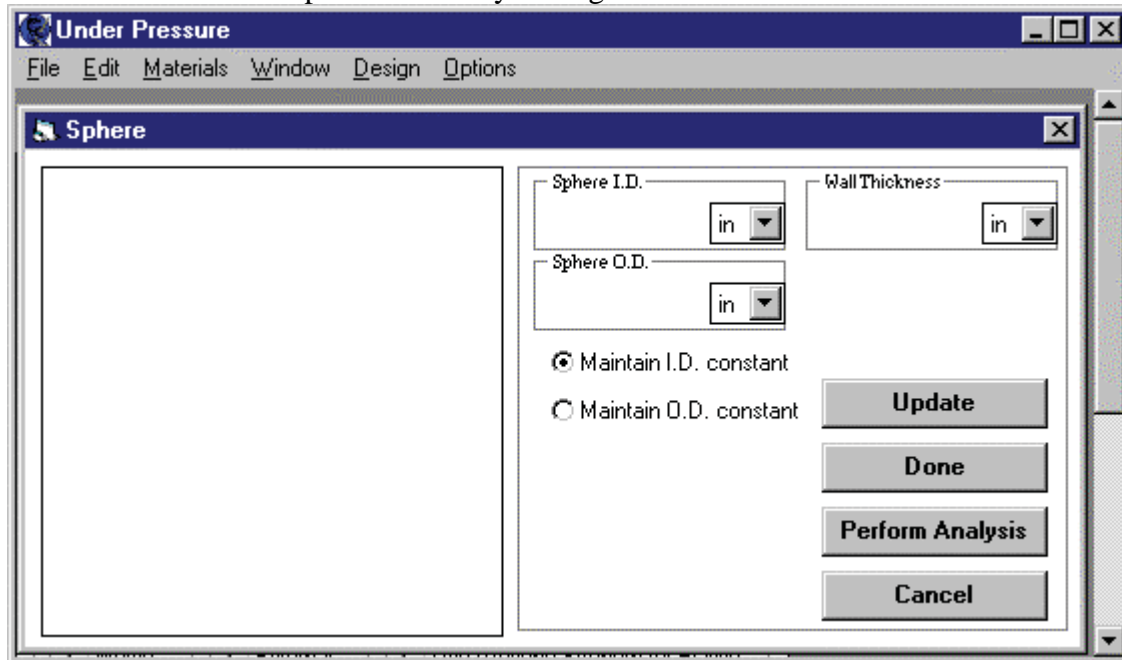 Under Pressure
File Edit Materials Window Design Options
Sphere
Sphere I.D.
Wall Thickness
in
in
Sphere O.D.
in
Maintain I.D. constant
Maintain O.D. constant
Update
Done
Perform Analysis
Cancel